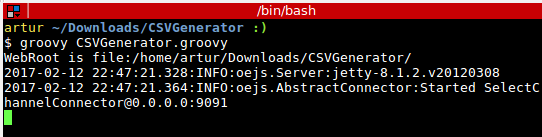 /bin/bash
artur ~/Downloads/CSVGenerator :)
$ groovy CSVGenerator.groovy
WebRoot is file:/home/artur/Downloads/CSVGenerator/
2017-02-12 22:47:21.328:INFO:oejs.Server:jetty-8.1.2.v20120308
2017-02-12 22:47:21.364:INFO:oejs.AbstractConnector:Started SelectC
hannelConnector@0.0.0.0:9091